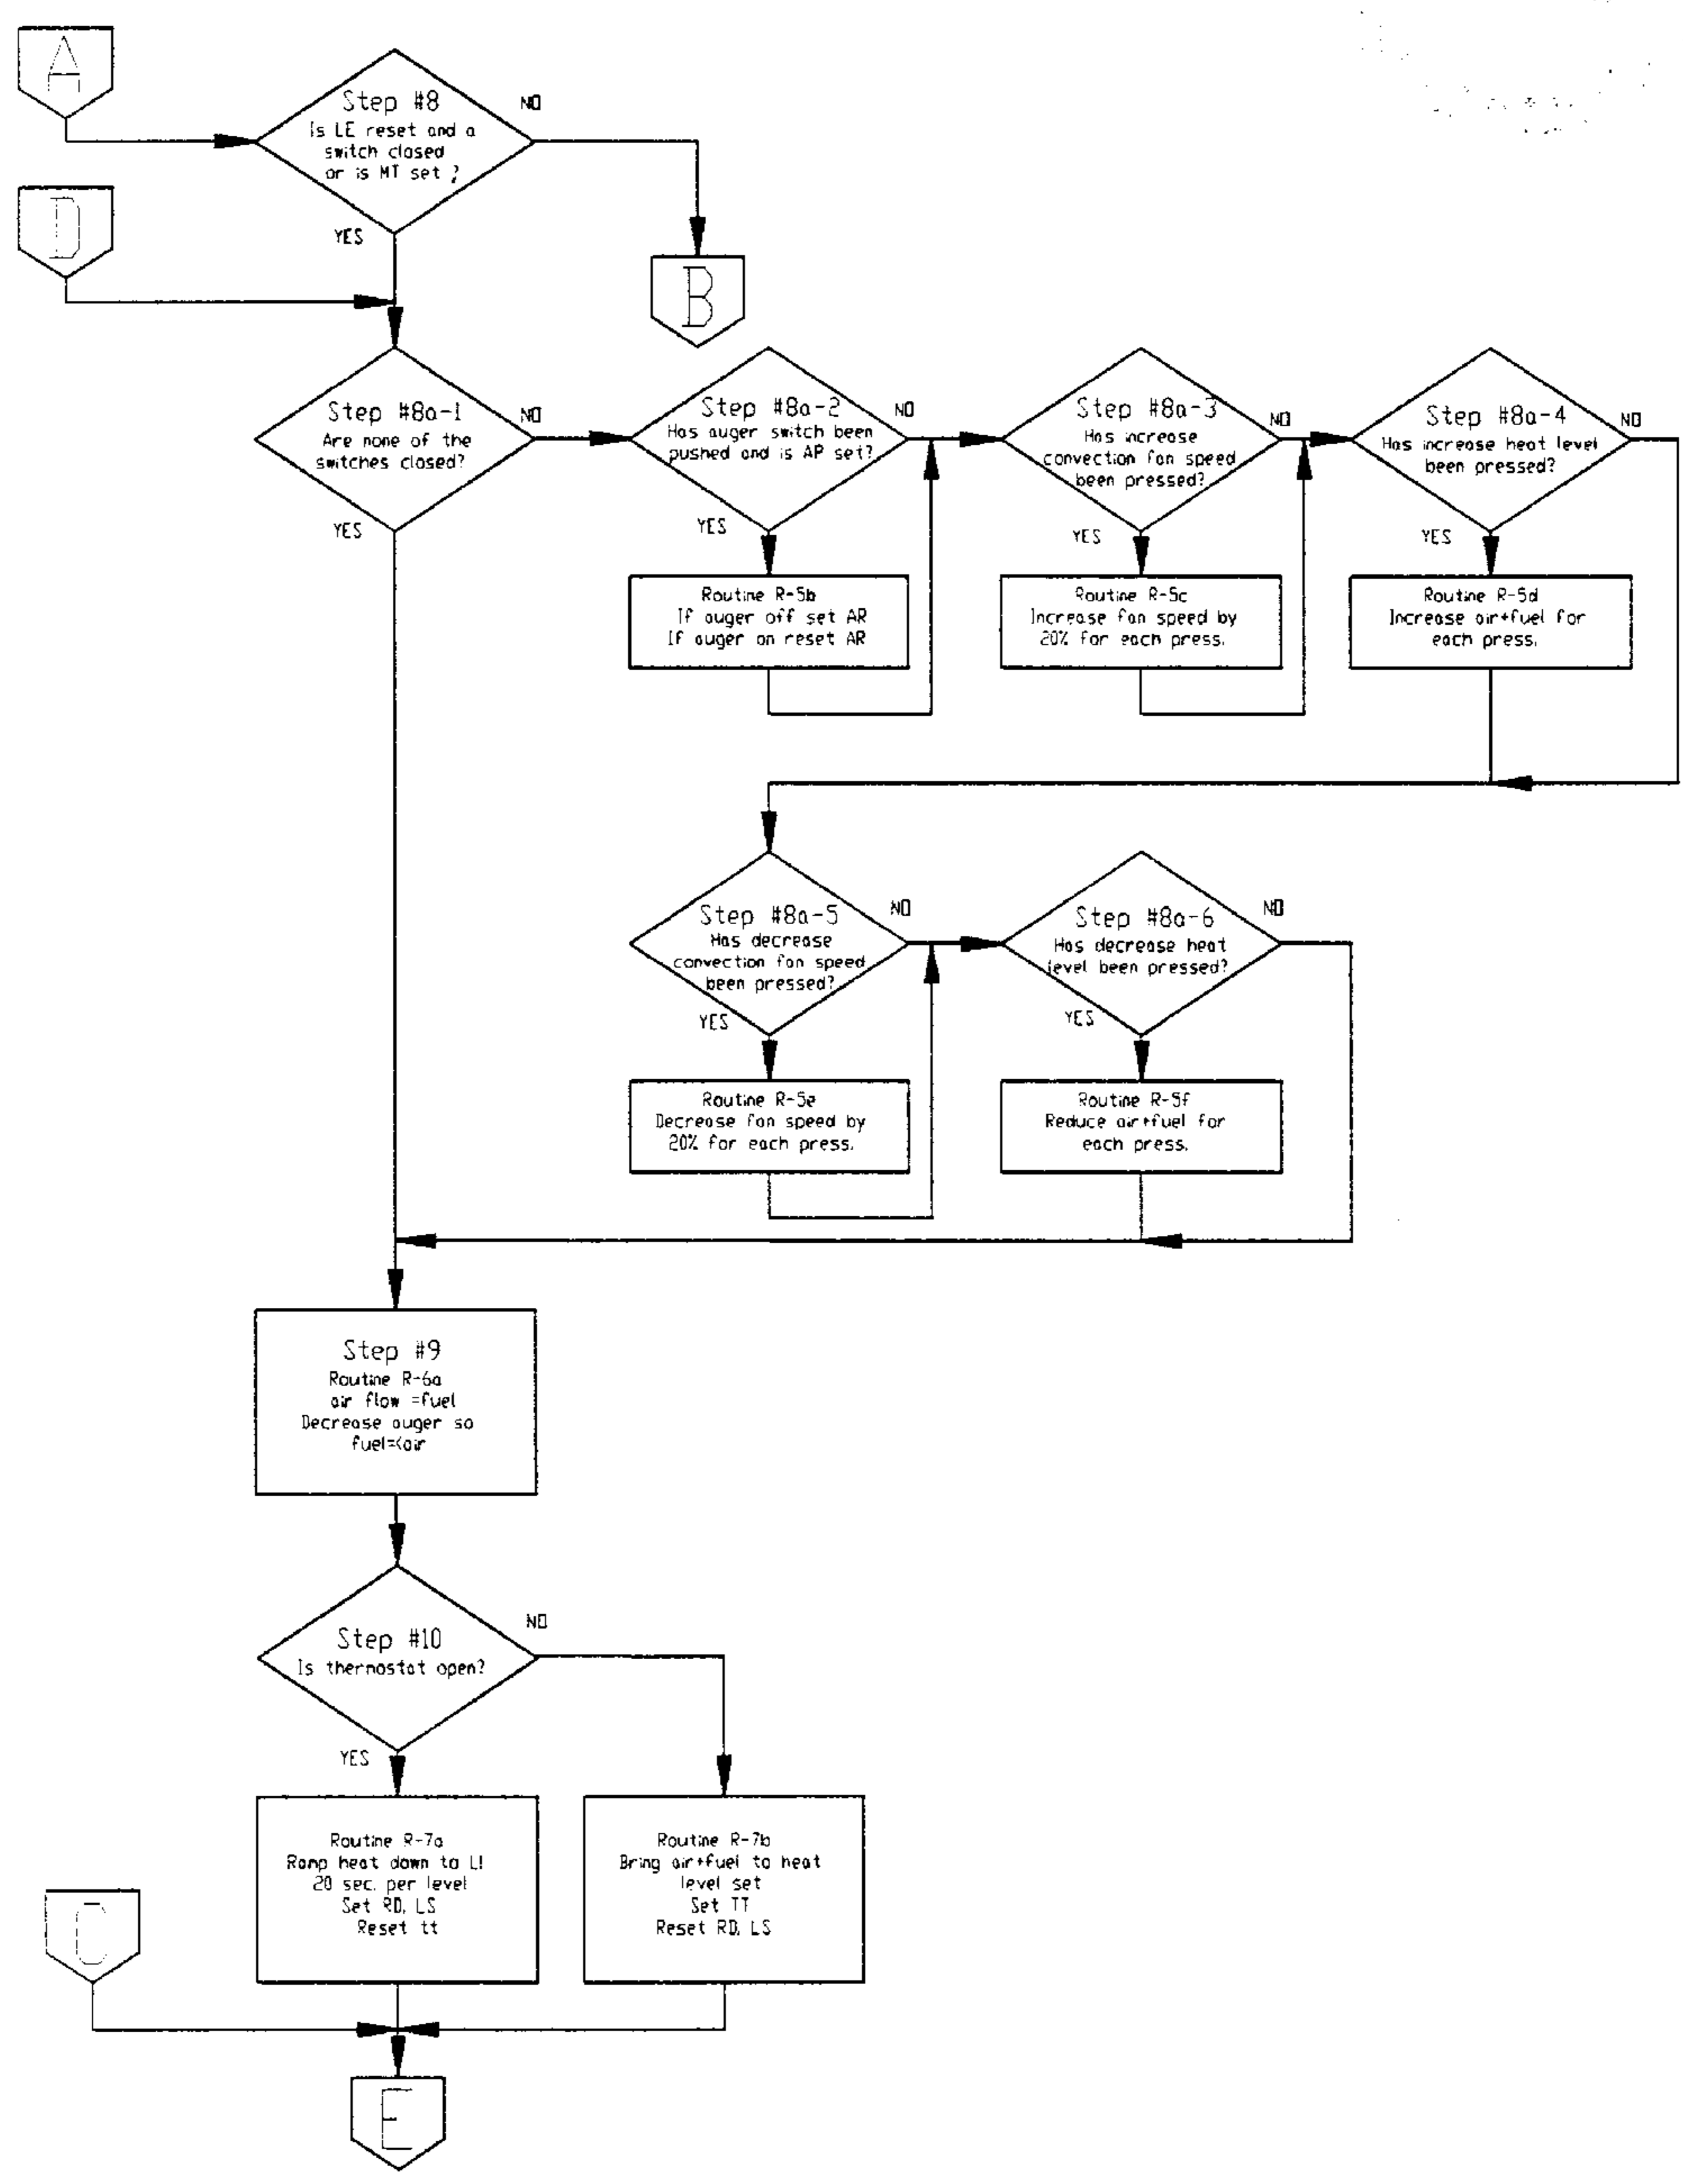 A
Step #8
Is LE reset and a
switch closed
or is MT set ?
NO
YES
D
B
Step #8a-1
Are none of the
switches closed?
NO
YES
Step #8a-2
Has auger switch been
pushed and is AP set?
NO
YES
Step #8a-3
Has increase
convection fan speed
been pressed?
NO
YES
Step #8a-4
Has increase heat level
been pressed?
NO
YES
Routine R-5b
If auger off set AR
If auger on reset AR
Routine R-5c
Increase fan speed by
20% for each press.
Routine R-5d
Increase air+fuel for
each press.
Step #8a-5
Has decrease
convection fan speed
been pressed?
NO
YES
Step #8a-6
Has decrease heat
level been pressed?
NO
YES
Routine R-5e
Decrease fan speed by
20% for each press.
Routine R-5f
Reduce air+fuel for
each press.
Step #9
Routine R-6a
air flow =fuel
Decrease auger so
fuel=<air
Step #10
Is thermostat open?
NO
YES
Routine R-7a
Ramp heat down to L1
20 sec. per level
Set RD, LS
Reset tt
Routine R-7b
Bring air+fuel to heat
level set
Set TT
Reset RD, LS
C
E